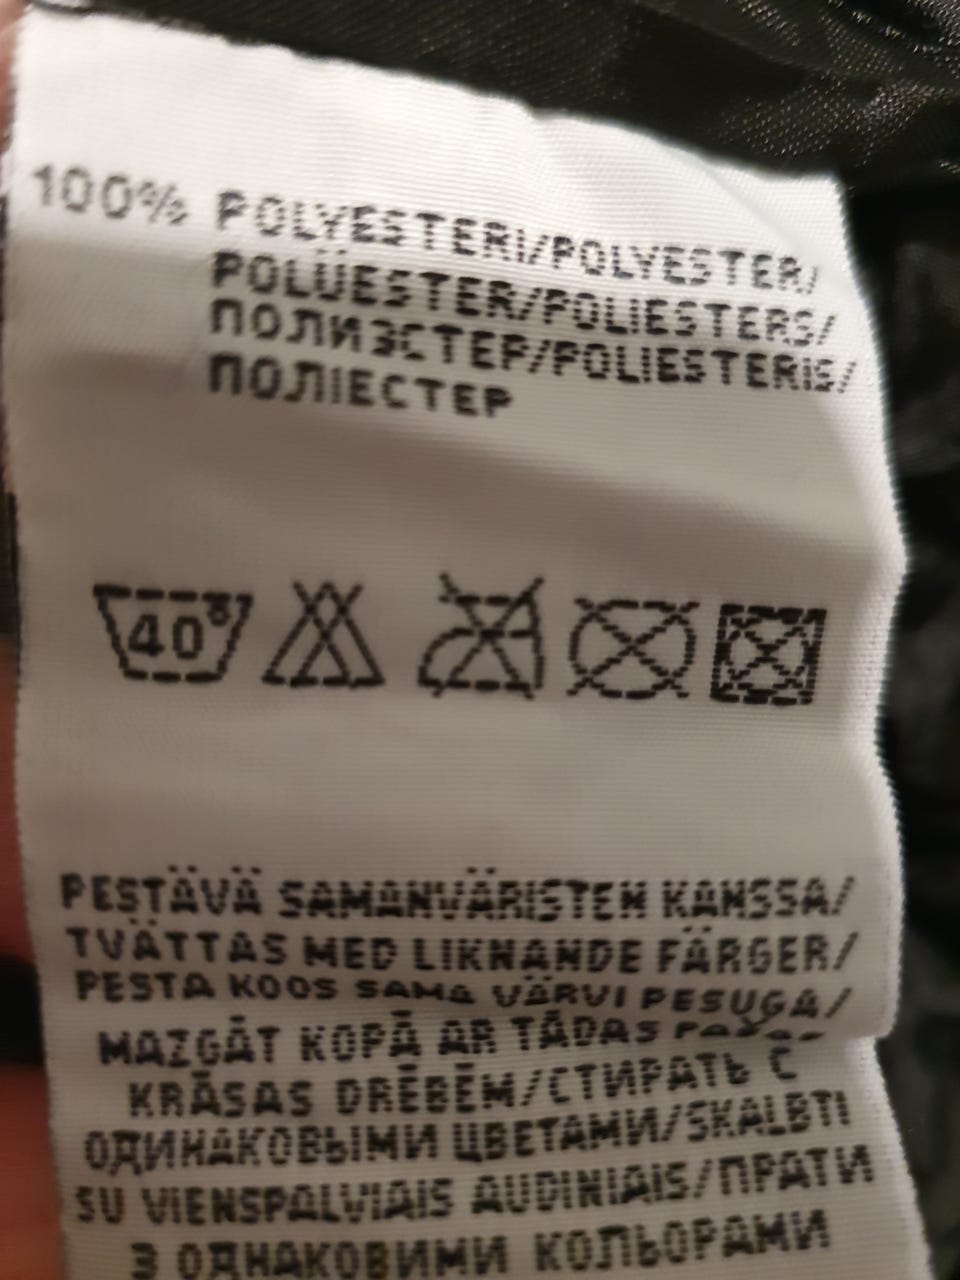 100% POLYESTERI/POLYESTER/
POLÜESTER/POLIESTERS/
ПОЛИЭСТЕР/POLIESTERIS/
ПОЛІЕСТЕР
40°
PESTÄVÄ SAMANVÄRISTEN KANSSA/
TVÄTTAS MED LIKNANDE FÄRGER/
PESTA KOOS SAMA VÄRVI PESUGA/
MAZGĀT KOPĀ AR TĀDAS
KRĀSAS DRĒBĒM/СТИРАТЬ С
ОДИНАКОВЫМИ ЦВЕТАМИ/SKALBTI
SU VIENSPALVIAIS AUDINIAIS/ПРАТИ
З ОДНАКОВИМИ КОЛЬОРАМИ